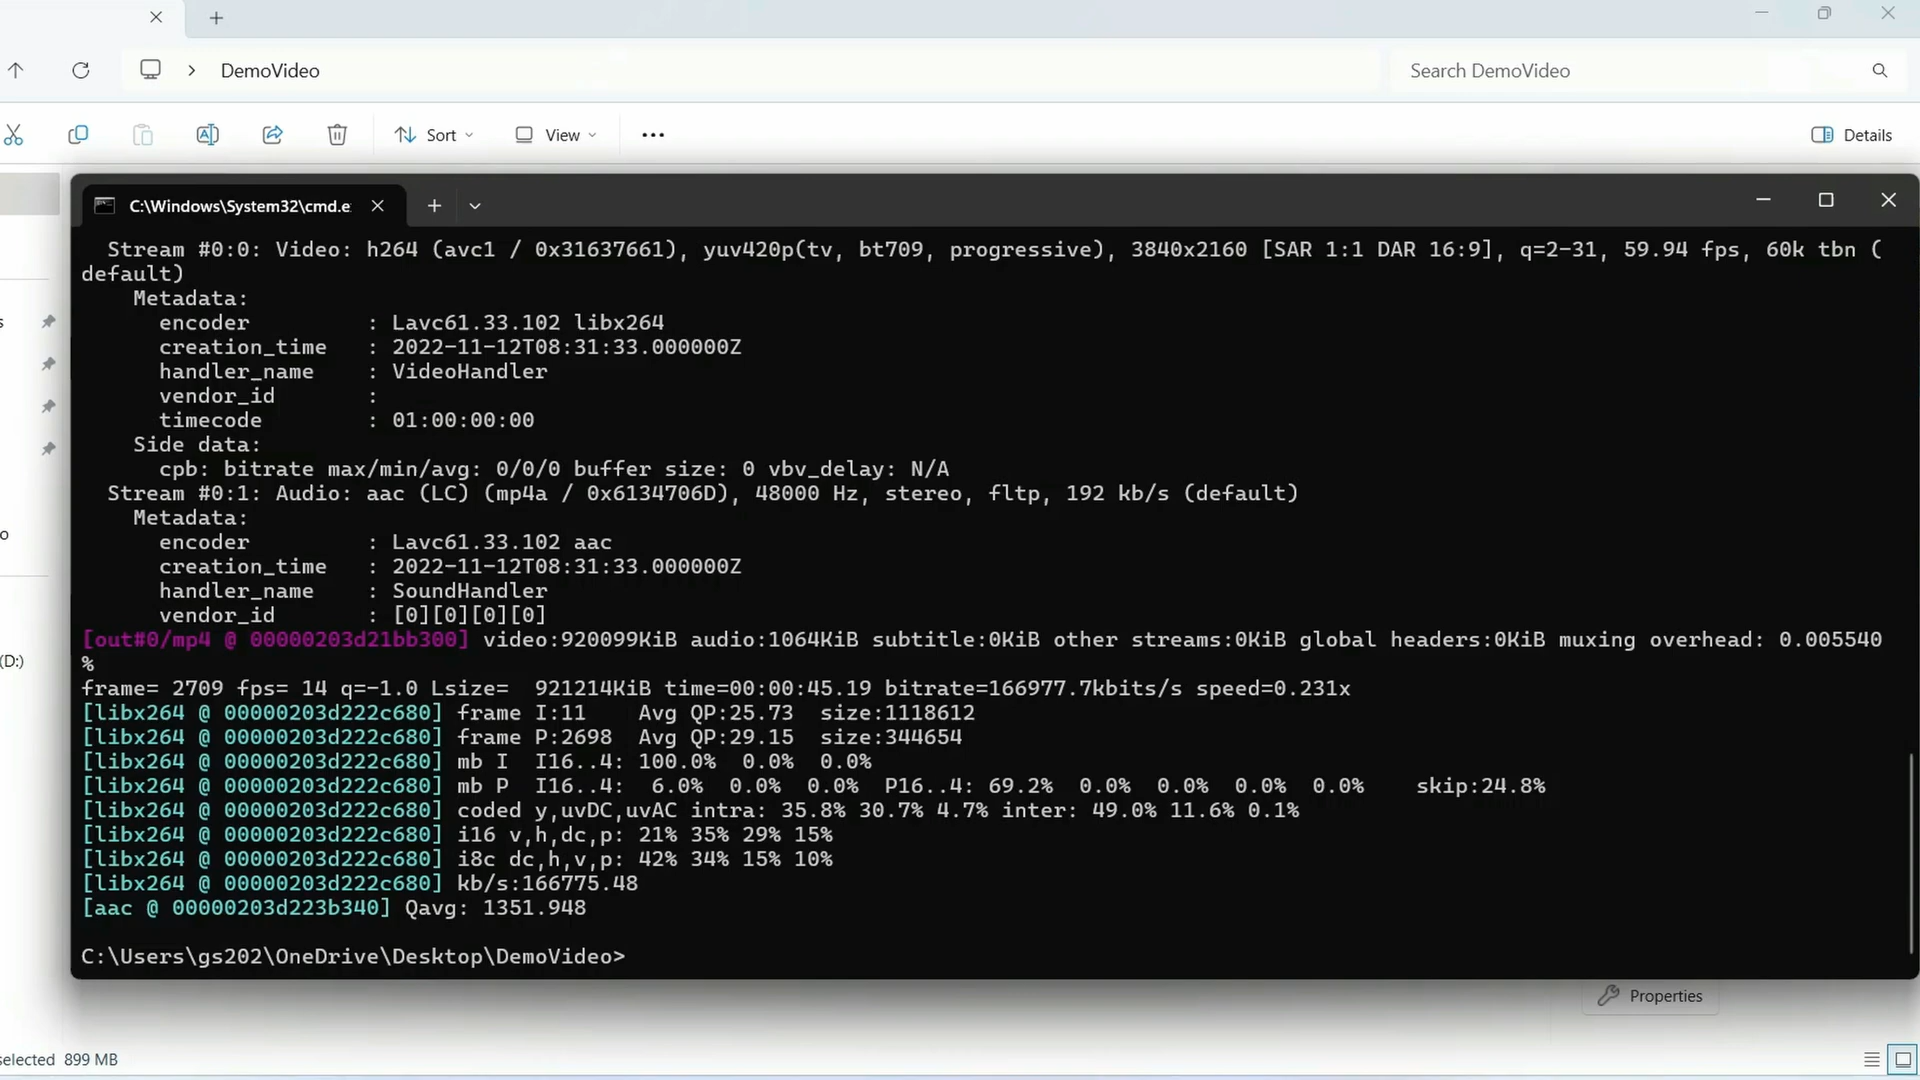 DemoVideo
Search DemoVideo
Sort
View
Details
C:\Windows\System32\cmd.e
Stream #0:0: Video: h264 (avc1 / 0x31637661), yuv420p(tv, bt709, progressive), 3840x2160 [SAR 1:1 DAR 16:9], q=2-31, 59.94 fps, 60k tbn (
default)
Metadata:
encoder : Lavc61.33.102 libx264
creation_time : 2022-11-12T08:31:33.000000Z
handler_name : VideoHandler
vendor_id :
timecode : 01:00:00:00
Side data:
cpb: bitrate max/min/avg: 0/0/0 buffer size: 0 vbv_delay: N/A
Stream #0:1: Audio: aac (LC) (mp4a / 0x6134706D), 48000 Hz, stereo, fltp, 192 kb/s (default)
Metadata:
encoder : Lavc61.33.102 aac
creation_time : 2022-11-12T08:31:33.000000Z
handler_name : SoundHandler
vendor_id : [0][0][0][0]
[out#0/mp4 @ 00000203d21bb300] video:920099KiB audio:1064KiB subtitle:0KiB other streams:0KiB global headers:0KiB muxing overhead: 0.005540
%
frame= 2709 fps= 14 q=-1.0 Lsize= 921214KiB time=00:00:45.19 bitrate=166977.7kbits/s speed=0.231x
[libx264 @ 00000203d222c680] frame I:11 Avg QP:25.73 size:1118612
[libx264 @ 00000203d222c680] frame P:2698 Avg QP:29.15 size:344654
[libx264 @ 00000203d222c680] mb I I16..4: 100.0% 0.0% 0.0%
[libx264 @ 00000203d222c680] mb P I16..4: 6.0% 0.0% 0.0% P16..4: 69.2% 0.0% 0.0% 0.0% 0.0% skip:24.8%
[libx264 @ 00000203d222c680] coded y,uvDC,uvAC intra: 35.8% 30.7% 4.7% inter: 49.0% 11.6% 0.1%
[libx264 @ 00000203d222c680] i16 v,h,dc,p: 21% 35% 29% 15%
[libx264 @ 00000203d222c680] i8c dc,h,v,p: 42% 34% 15% 10%
[libx264 @ 00000203d222c680] kb/s:166775.48
[aac @ 00000203d223b340] Qavg: 1351.948
C:\Users\gs202\OneDrive\Desktop\DemoVideo>
s
o
(D:)
Properties
selected 899 MB